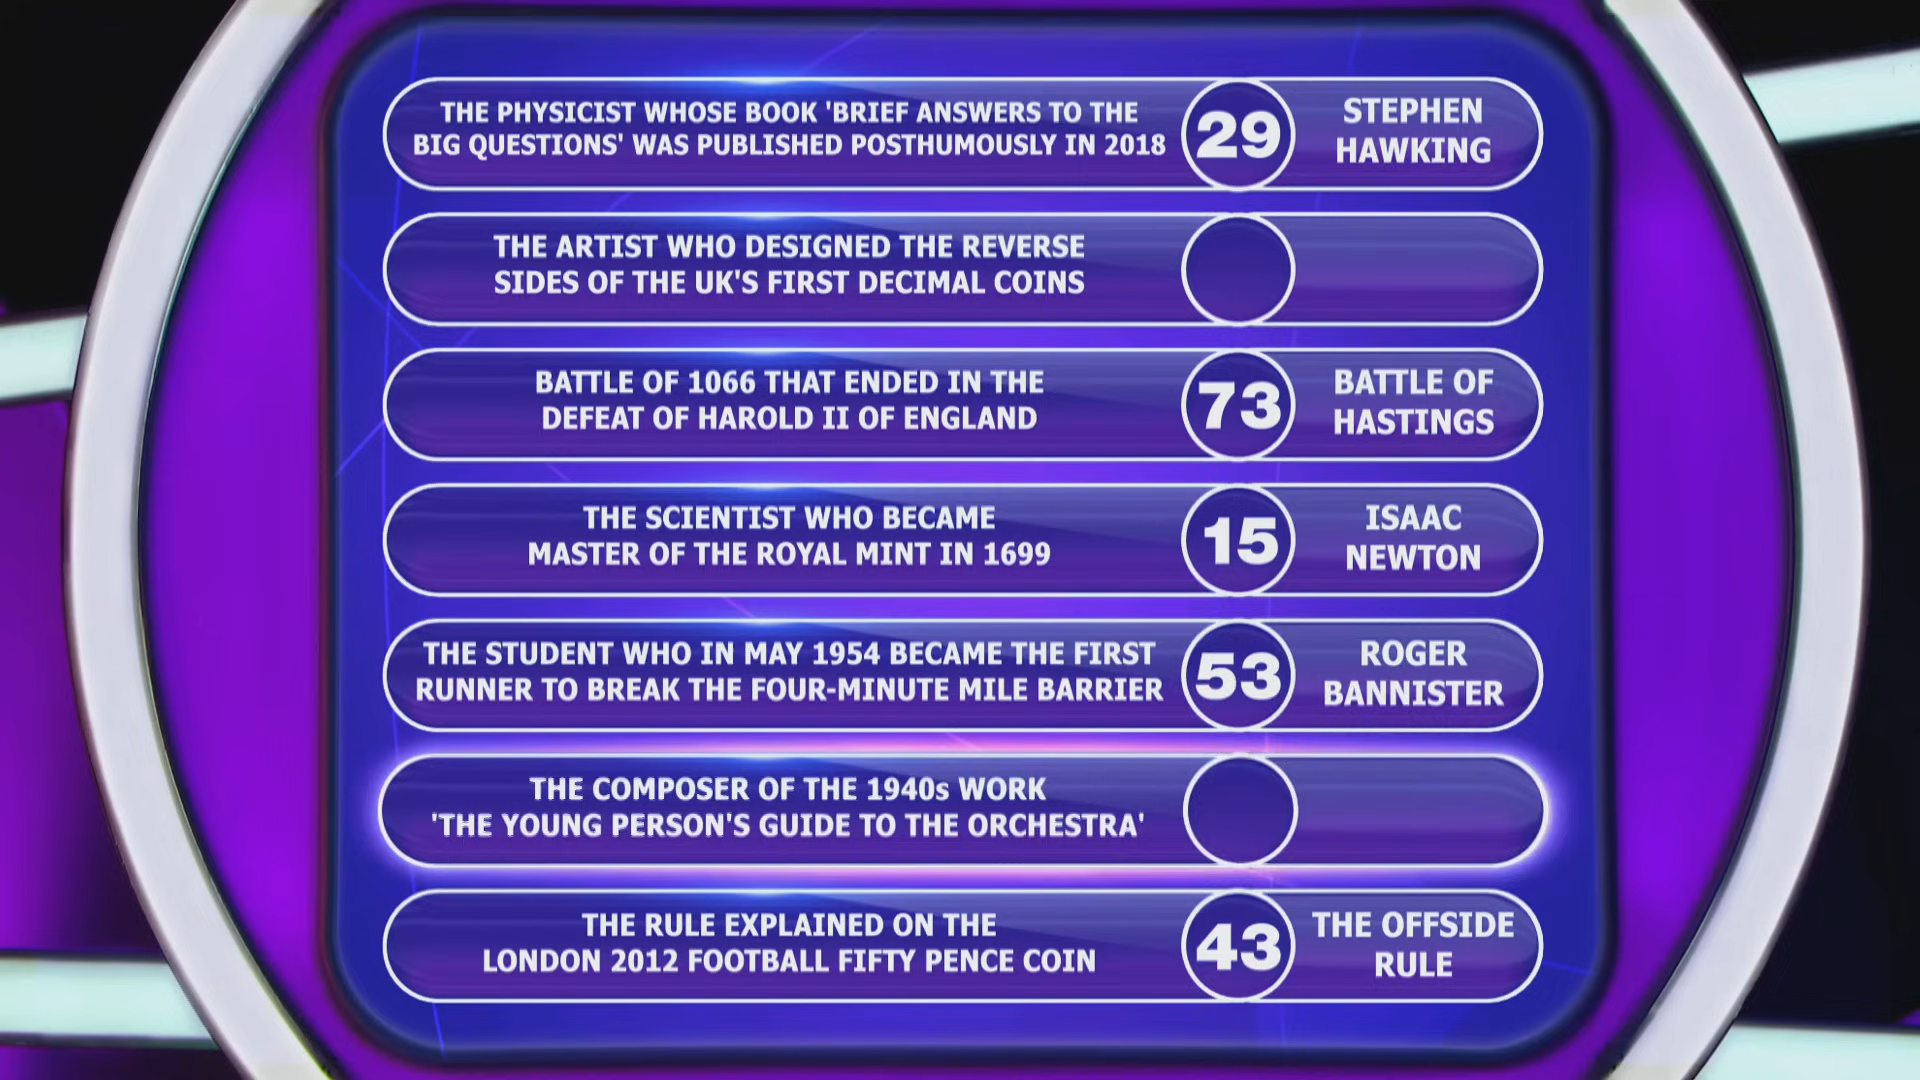 THE PHYSICIST WHOSE BOOK 'BRIEF ANSWERS TO THE
BIG QUESTIONS' WAS PUBLISHED POSTHUMOUSLY IN 2018
29
STEPHEN
HAWKING
THE ARTIST WHO DESIGNED THE REVERSE
SIDES OF THE UK'S FIRST DECIMAL COINS
BATTLE OF 1066 THAT ENDED IN THE
DEFEAT OF HAROLD II OF ENGLAND
73
BATTLE OF
HASTINGS
THE SCIENTIST WHO BECAME
MASTER OF THE ROYAL MINT IN 1699
15
ISAAC
NEWTON
THE STUDENT WHO IN MAY 1954 BECAME THE FIRST
RUNNER TO BREAK THE FOUR-MINUTE MILE BARRIER
53
ROGER
BANNISTER
THE COMPOSER OF THE 1940s WORK
'THE YOUNG PERSON'S GUIDE TO THE ORCHESTRA'
THE RULE EXPLAINED ON THE
LONDON 2012 FOOTBALL FIFTY PENCE COIN
43
THE OFFSIDE
RULE